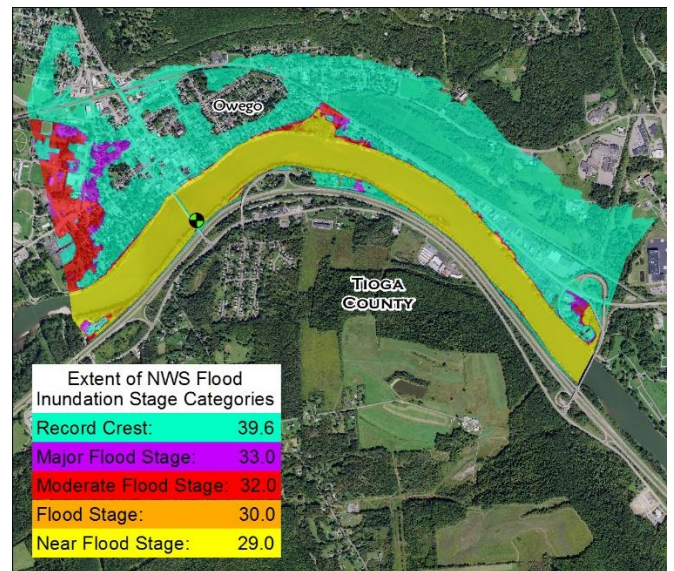 Owego
TIOGA
COUNTY
Extent of NWS Flood
Inundation Stage Categories
Record Crest: 39.6
Major Flood Stage: 33.0
Moderate Flood Stage: 32.0
Flood Stage: 30.0
Near Flood Stage: 29.0